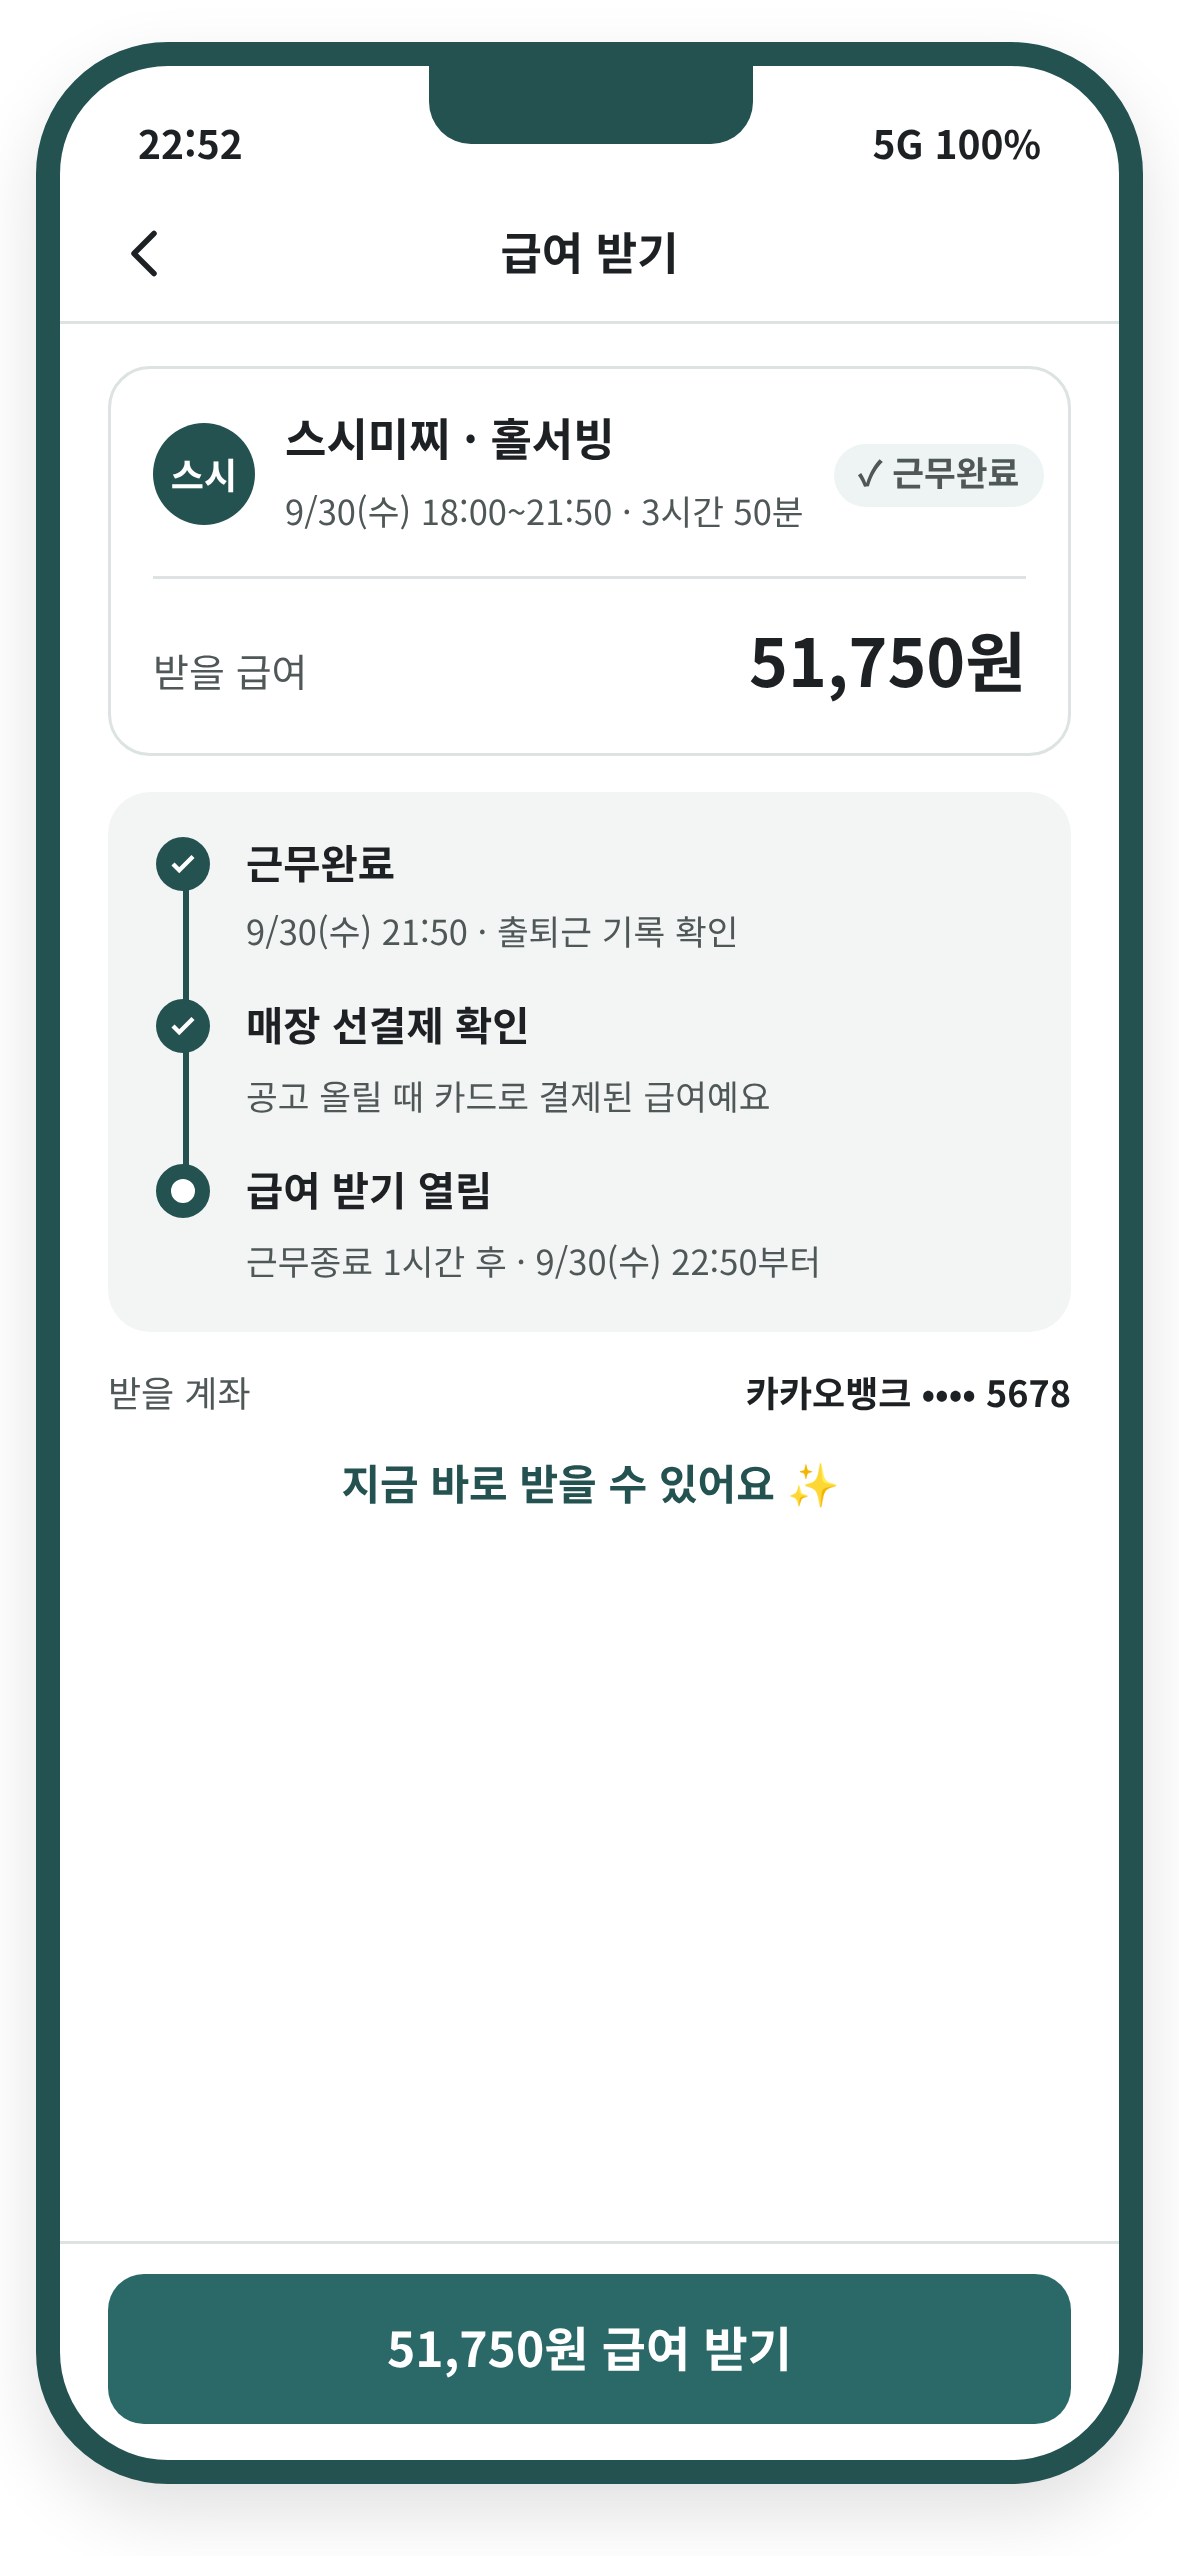 22:52
5G 100%
급여 받기
스시
스시미찌 · 홀서빙
9/30(수) 18:00~21:50 · 3시간 50분
✓ 근무완료
받을 급여
51,750원
근무완료
9/30(수) 21:50 · 출퇴근 기록 확인
매장 선결제 확인
공고 올릴 때 카드로 결제된 급여예요
급여 받기 열림
근무종료 1시간 후 · 9/30(수) 22:50부터
받을 계좌
카카오뱅크 •••• 5678
지금 바로 받을 수 있어요 ✨
51,750원 급여 받기